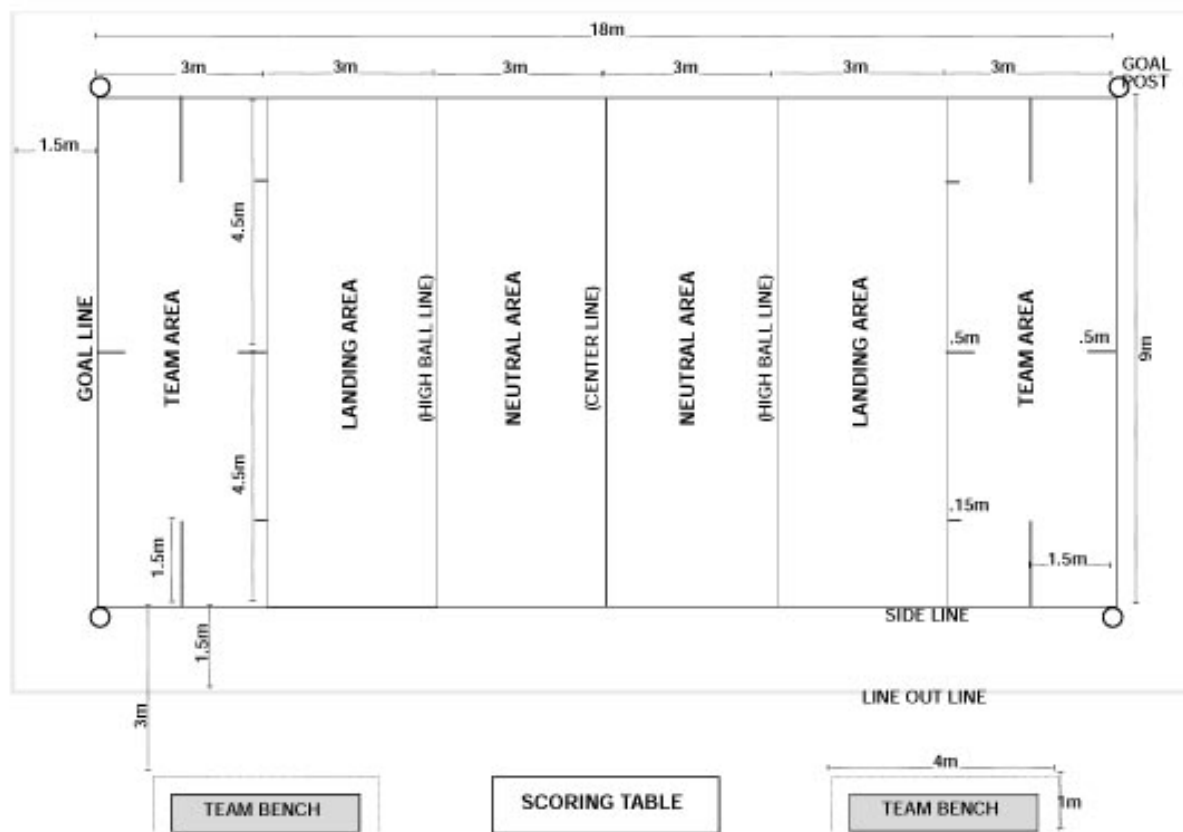 18m
3m
3m
3m
3m
3m
3m
GOAL
POST
1.5m
4.5m
GOAL LINE
TEAM AREA
LANDING AREA
(HIGH BALL LINE)
NEUTRAL AREA
(CENTER LINE)
NEUTRAL AREA
(HIGH BALL LINE)
LANDING AREA
.5m
TEAM AREA
.5m
9m
4.5m
.15m
1.5m
1.5m
SIDE LINE
1.5m
LINE OUT LINE
3m
4m
TEAM BENCH
SCORING TABLE
TEAM BENCH
1m